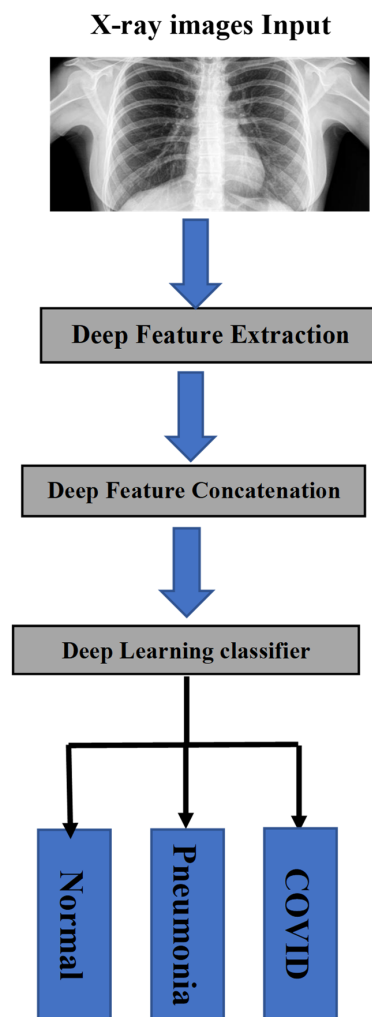 X-ray images Input
Deep Feature Extraction
Deep Feature Concatenation
Deep Learning classifier
Normal
Pneumonia
COVID